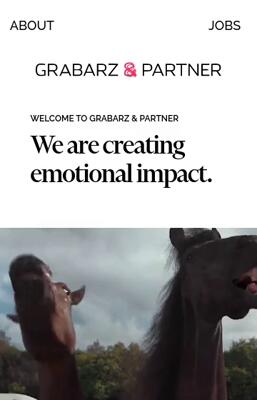 ABOUT JOBS
GRABARZ & PARTNER
WELCOME TO GRABARZ & PARTNER
We are creating
emotional impact.